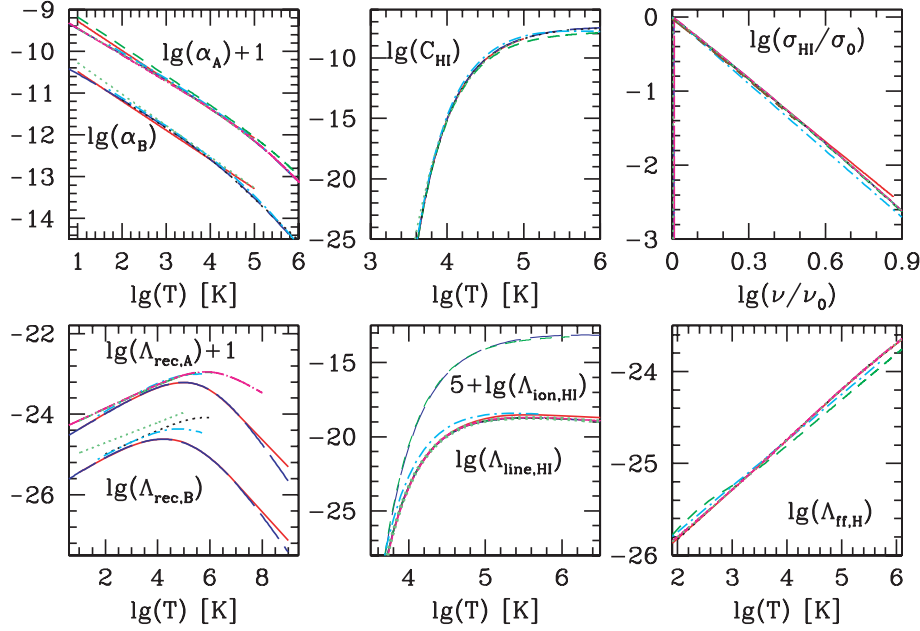 -9
-10
-11
-12
-13
-14
lg(α_A)+1
lg(α_B)
1 2 3 4 5 6
lg(T) [K]
-10
-15
-20
-25
lg(C_HI)
3 4 5 6
lg(T) [K]
0
-1
-2
-3
lg(σ_HI/σ_0)
0 0.3 0.6 0.9
lg(ν/ν_0)
-22
-24
-26
lg(Λ_rec,A)+1
lg(Λ_rec,B)
2 4 6 8
lg(T) [K]
-15
-20
-25
5+lg(Λ_ion,HI)
lg(Λ_line,HI)
4 5 6
lg(T) [K]
-24
-25
-26
lg(Λ_ff,H)
2 3 4 5 6
lg(T) [K]